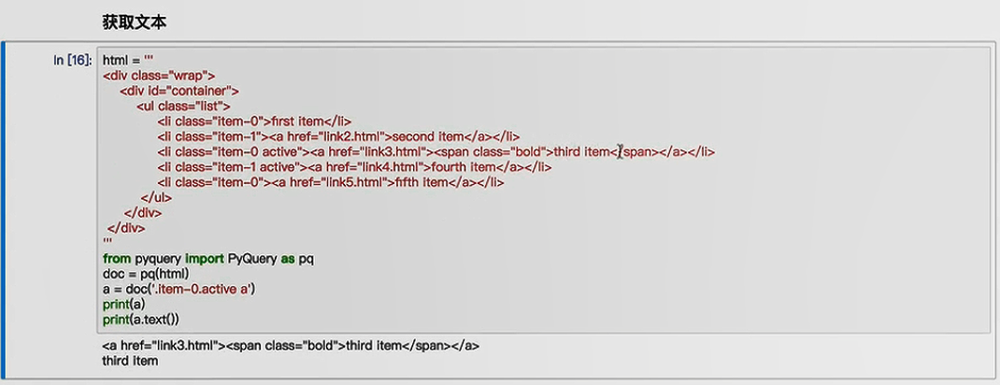 获取文本
In [16]: html = '''
<div class="wrap">
<div id="container">
<ul class="list">
<li class="item-0">first item</li>
<li class="item-1"><a href="link2.html">second item</a></li>
<li class="item-0 active"><a href="link3.html"><span class="bold">third item</span></a></li>
<li class="item-1 active"><a href="link4.html">fourth item</a></li>
<li class="item-0"><a href="link5.html">fifth item</a></li>
</ul>
</div>
</div>
'''
from pyquery import PyQuery as pq
doc = pq(html)
a = doc('.item-0.active a')
print(a)
print(a.text())
<a href="link3.html"><span class="bold">third item</span></a>
third item